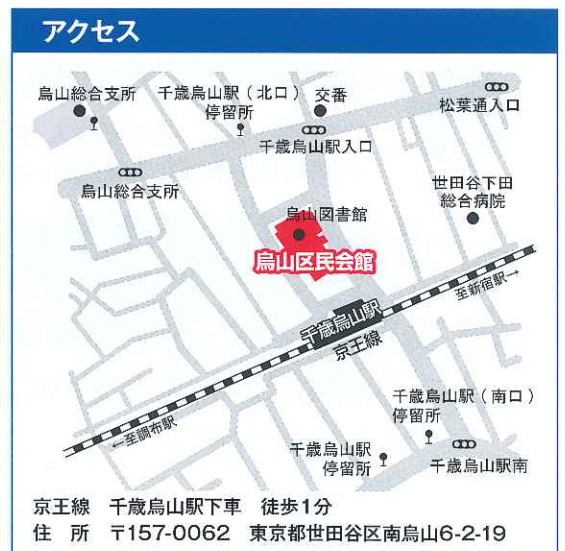 アクセス
烏山総合支所
千歳烏山駅(北口)
停留所
交番
松葉通入口
千歳烏山駅入口
烏山総合支所
世田谷下田
総合病院
烏山図書館
烏山区民会館
至新宿駅→
千歳烏山駅
京王線
←至調布駅
千歳烏山駅(南口)
停留所
千歳烏山駅
停留所
千歳烏山駅南
京王線 千歳烏山駅下車 徒歩1分
住 所 〒157-0062 東京都世田谷区南烏山6-2-19